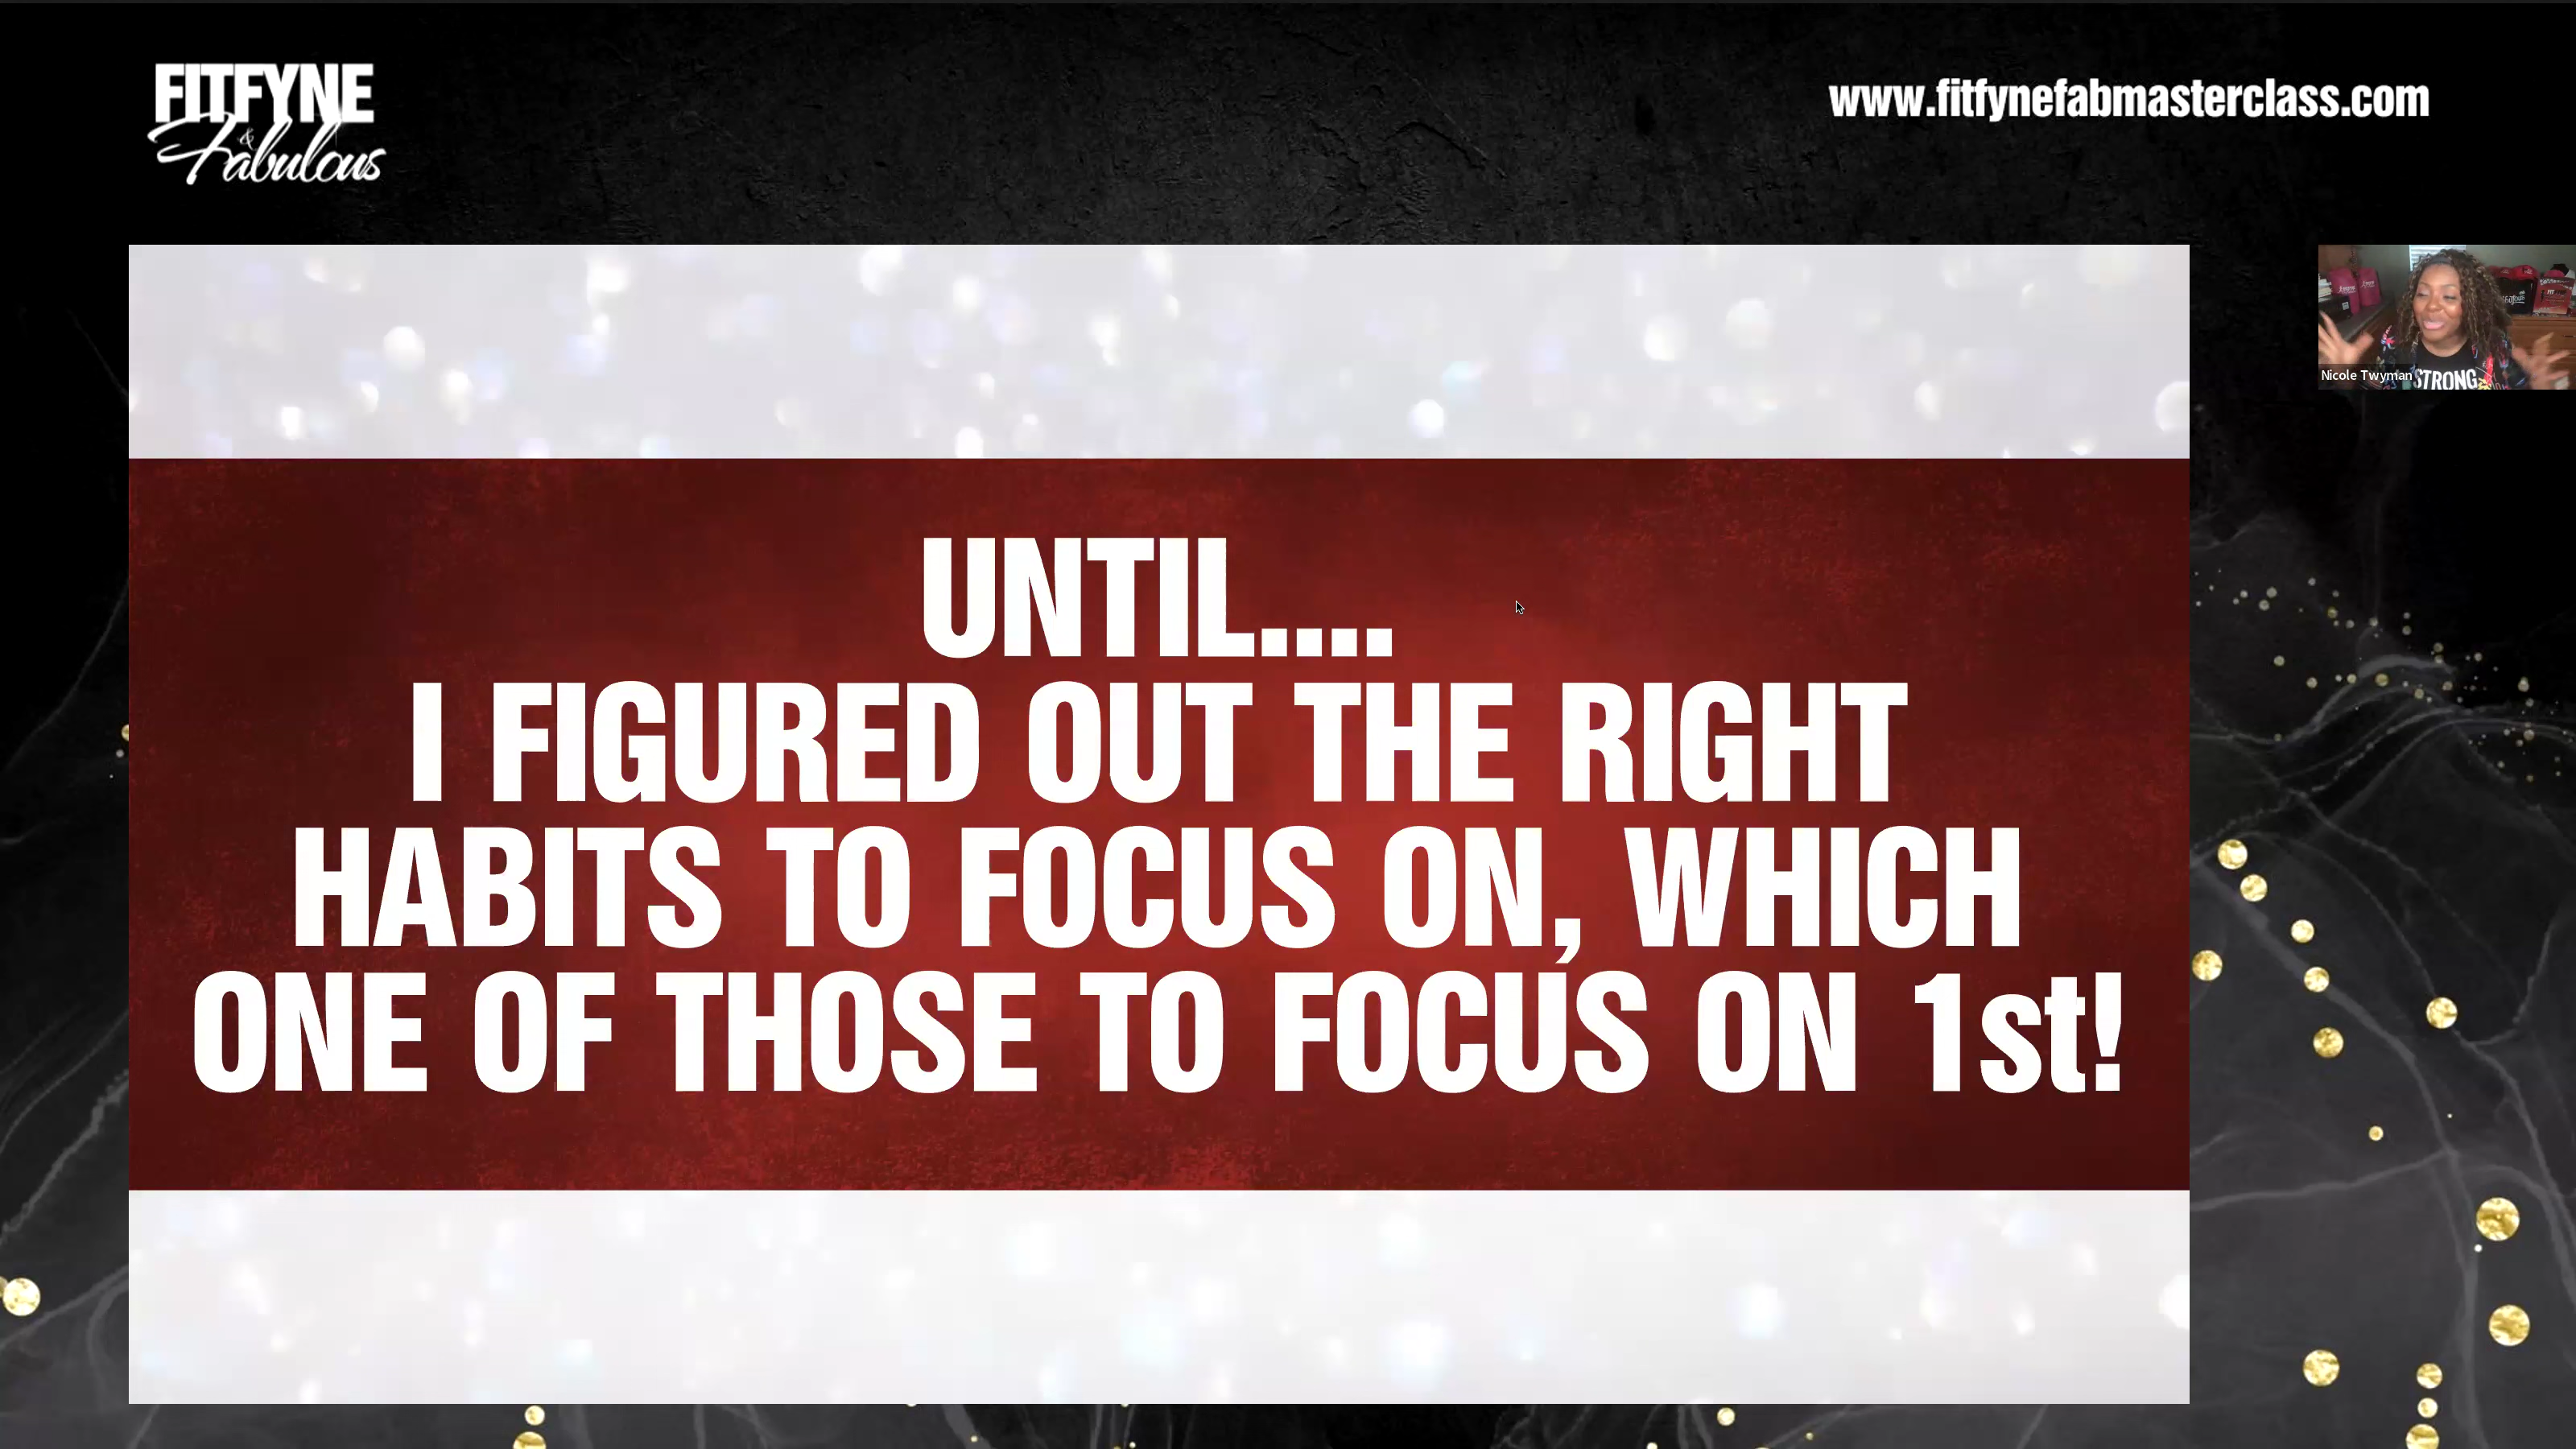 FITFYNE
&
Fabulous
www.fitfynefabmasterclass.com
UNTIL....
I FIGURED OUT THE RIGHT
HABITS TO FOCUS ON, WHICH
ONE OF THOSE TO FOCUS ON 1st!
Nicole Twyman
STRONG